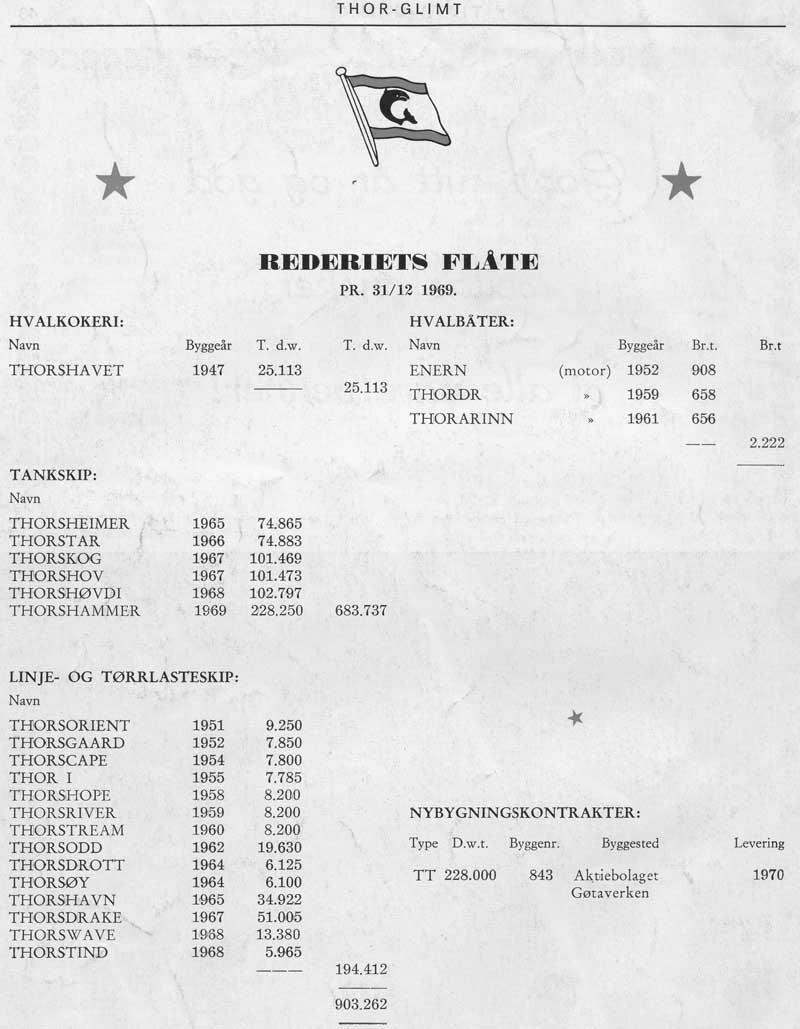 THOR-GLIMT
REDERIETS FLÅTE
PR. 31/12 1969.
HVALKOKERI:
Navn Byggeår T. d.w. T. d.w.
THORSHAVET 1947 25.113
25.113
HVALBÅTER:
Navn Byggeår Br.t. Br.t
ENERN (motor) 1952 908
THORDR » 1959 658
THORARINN » 1961 656
2.222
TANKSKIP:
Navn
THORSHEIMER 1965 74.865
THORSTAR 1966 74.883
THORSKOG 1967 101.469
THORSHOV 1967 101.473
THORSHØVDI 1968 102.797
THORSHAMMER 1969 228.250 683.737
LINJE- OG TØRRLASTESKIP:
Navn
THORSORIENT 1951 9.250
THORSGAARD 1952 7.850
THORSCAPE 1954 7.800
THOR I 1955 7.785
THORSHOPE 1958 8.200
THORSRIVER 1959 8.200
THORSTREAM 1960 8.200
THORSODD 1962 19.630
THORSDROTT 1964 6.125
THORSØY 1964 6.100
THORSHAVN 1965 34.922
THORSDRAKE 1967 51.005
THORSWAVE 1968 13.380
THORSTIND 1968 5.965
194.412
903.262
NYBYGNINGSKONTRAKTER:
Type D.w.t. Byggenr. Byggested Levering
TT 228.000 843 Aktiebolaget 1970
Gøtaverken